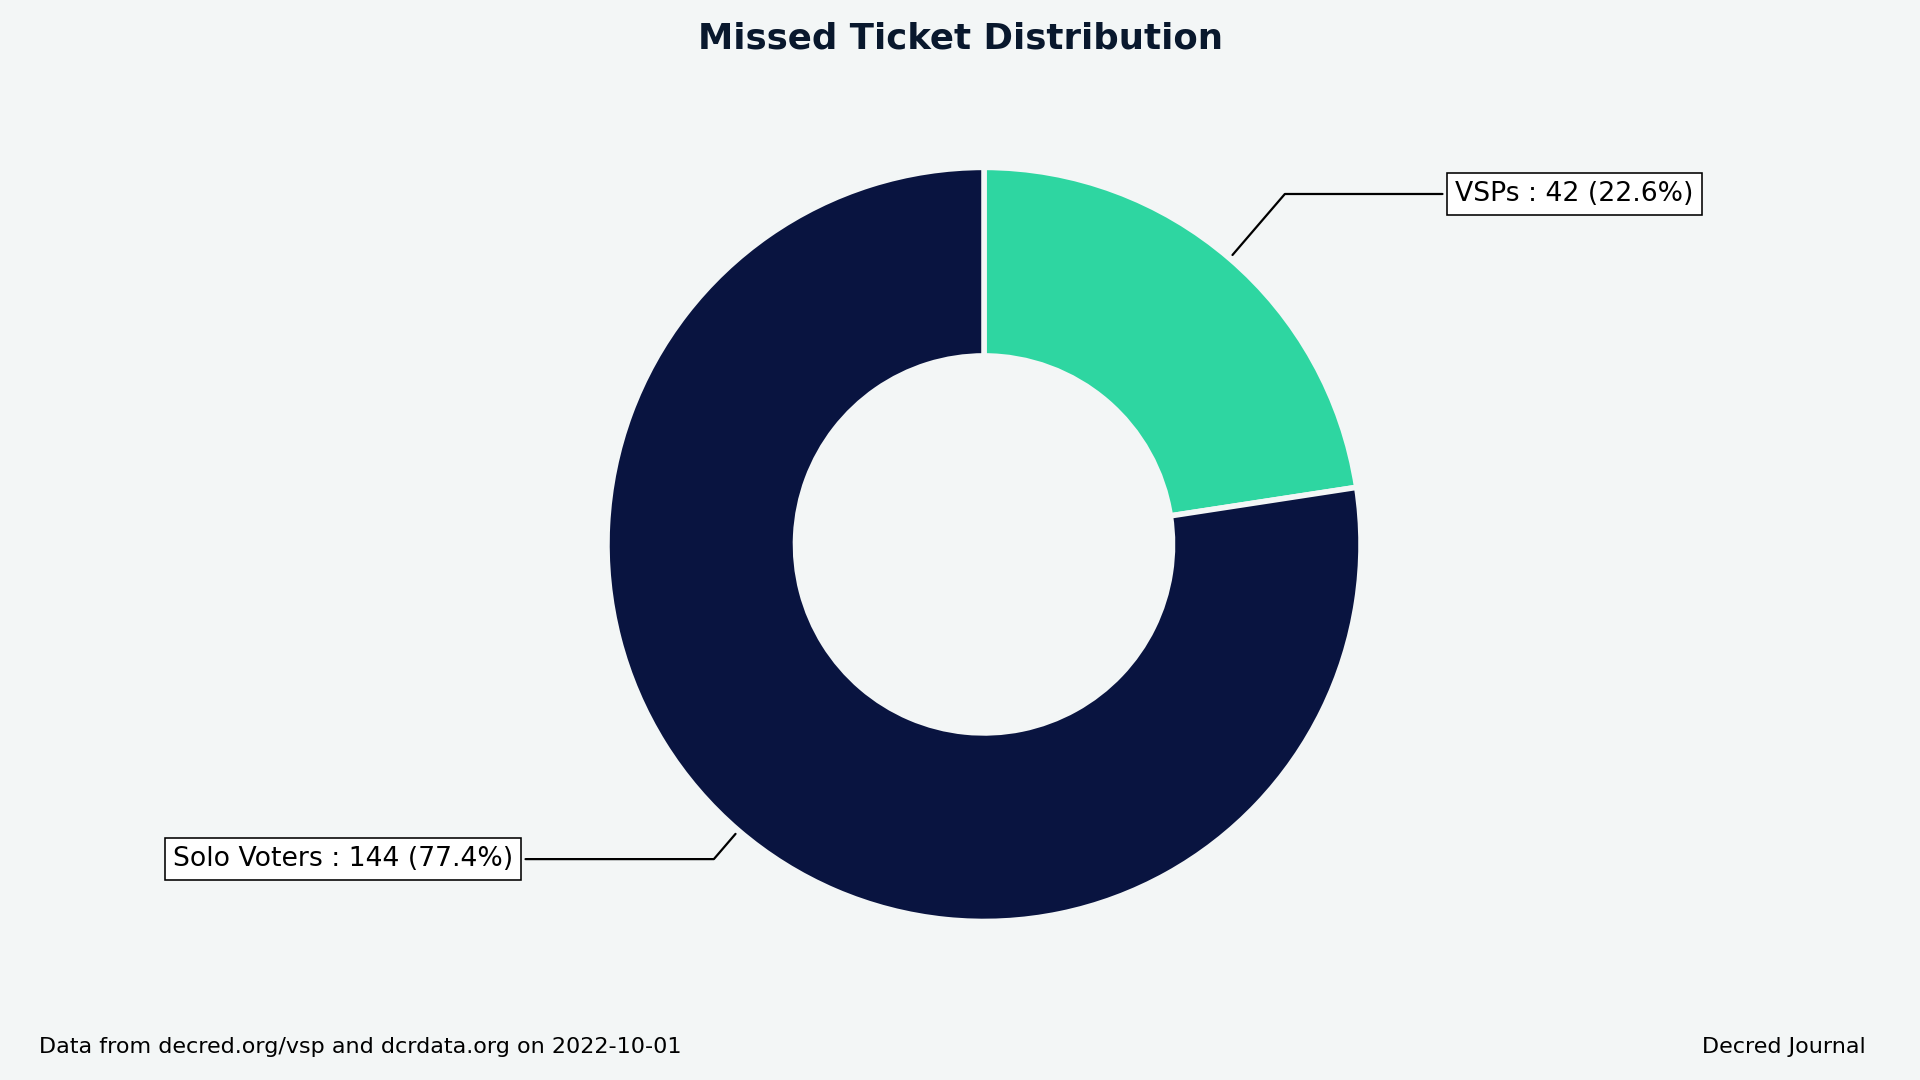 Missed Ticket Distribution
VSPs : 42 (22.6%)
Solo Voters : 144 (77.4%)
Data from decred.org/vsp and dcrdata.org on 2022-10-01
Decred Journal